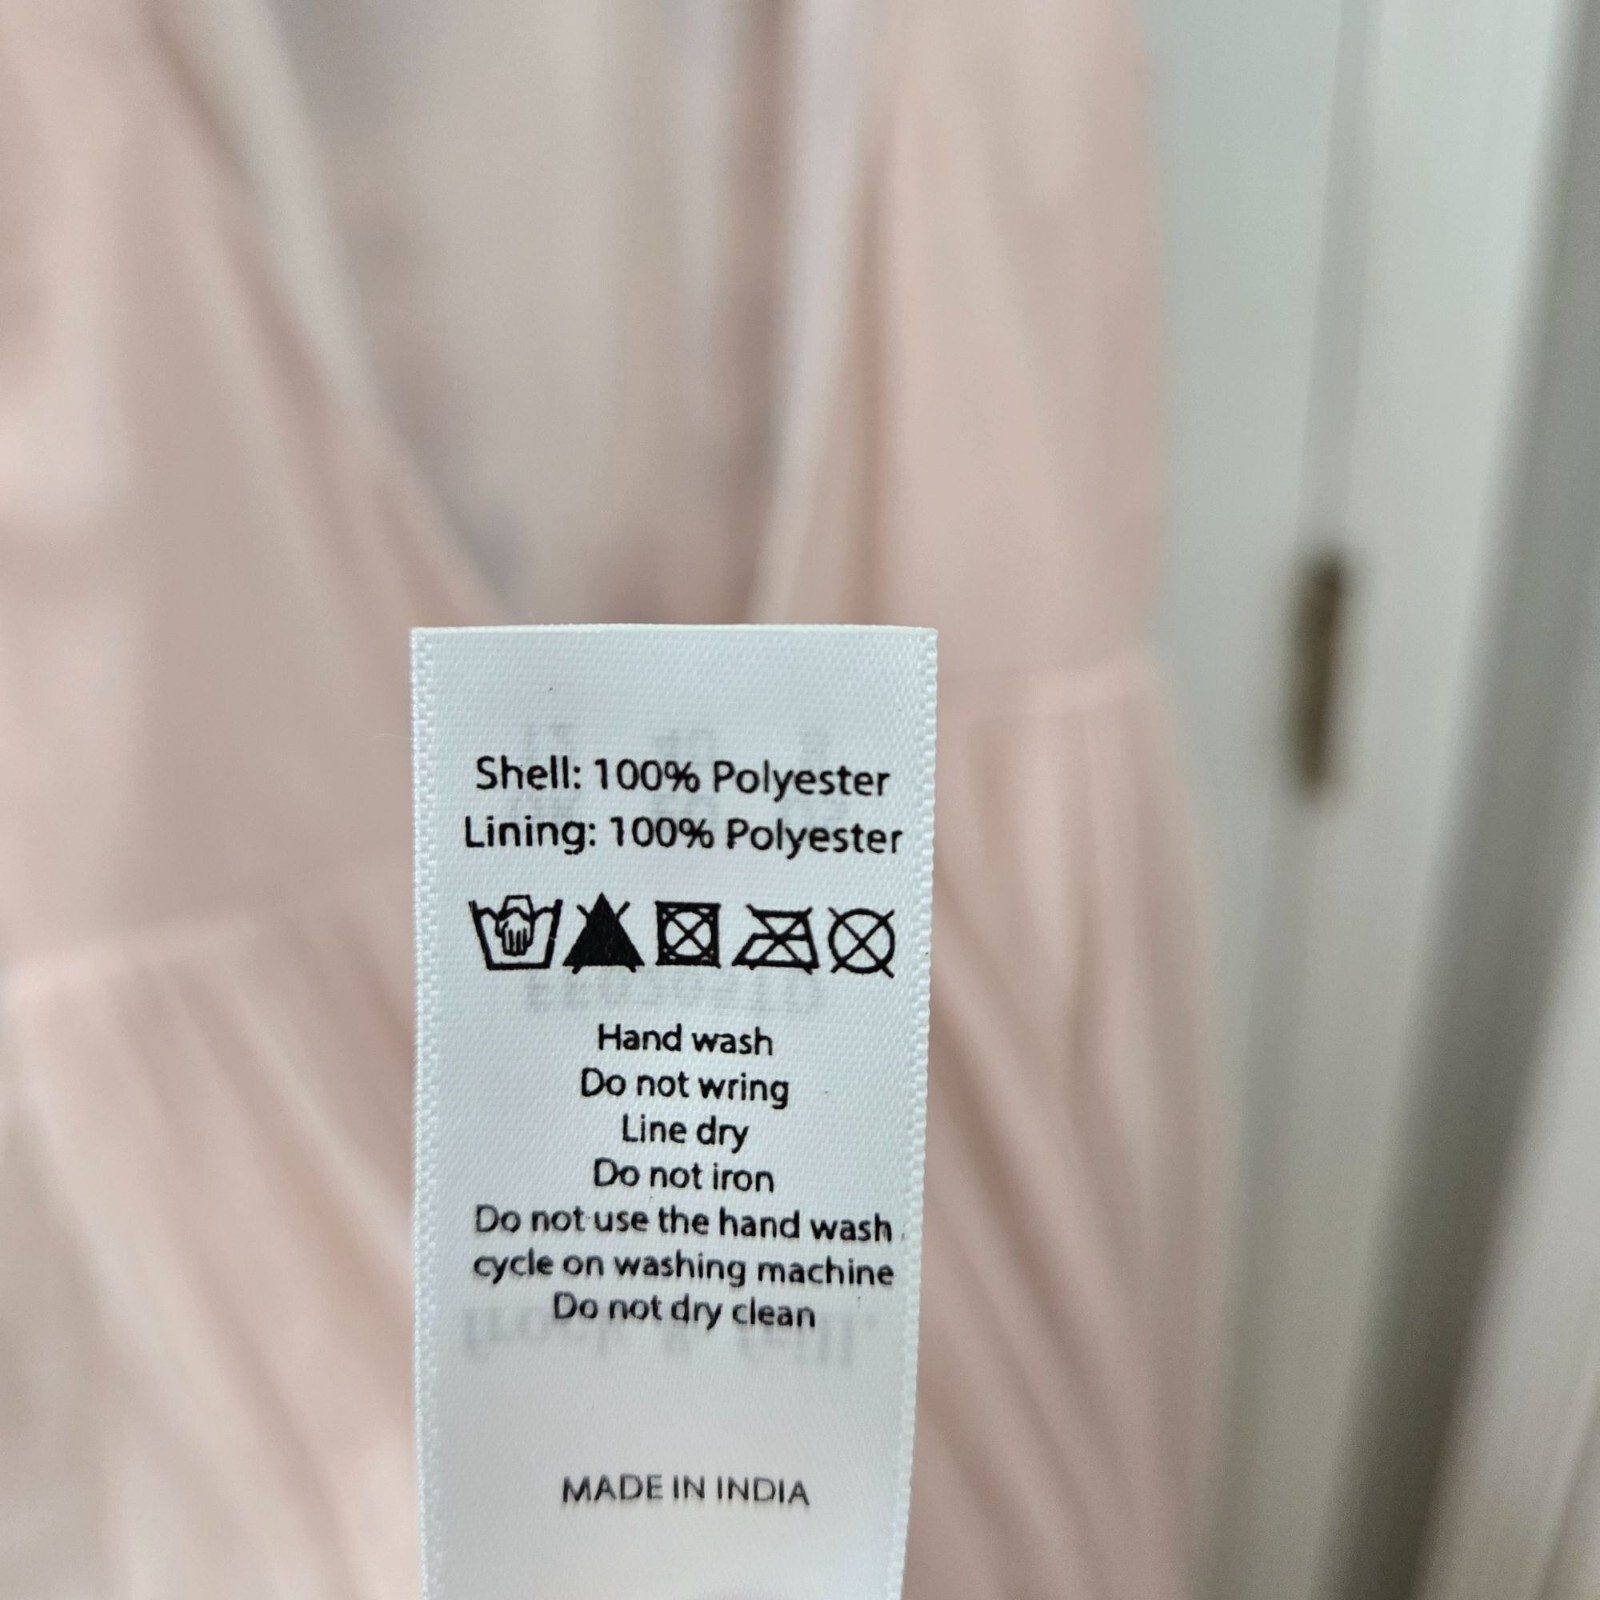 Shell: 100% Polyester
Lining: 100% Polyester
Hand wash
Do not wring
Line dry
Do not iron
Do not use the hand wash
cycle on washing machine
Do not dry clean
MADE IN INDIA